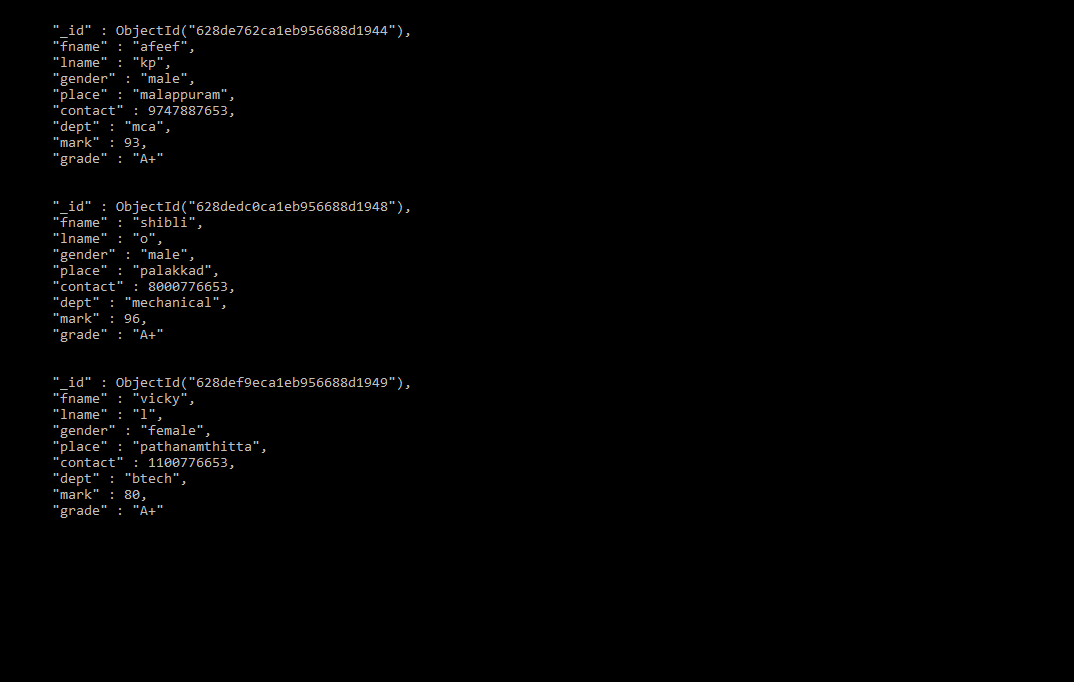 "_id" : ObjectId("628de762ca1eb956688d1944"),
"fname" : "afeef",
"lname" : "kp",
"gender" : "male",
"place" : "malappuram",
"contact" : 9747887653,
"dept" : "mca",
"mark" : 93,
"grade" : "A+"
"_id" : ObjectId("628dedc0ca1eb956688d1948"),
"fname" : "shibli",
"lname" : "o",
"gender" : "male",
"place" : "palakkad",
"contact" : 8000776653,
"dept" : "mechanical",
"mark" : 96,
"grade" : "A+"
"_id" : ObjectId("628def9eca1eb956688d1949"),
"fname" : "vicky",
"lname" : "l",
"gender" : "female",
"place" : "pathanamthitta",
"contact" : 1100776653,
"dept" : "btech",
"mark" : 80,
"grade" : "A+"